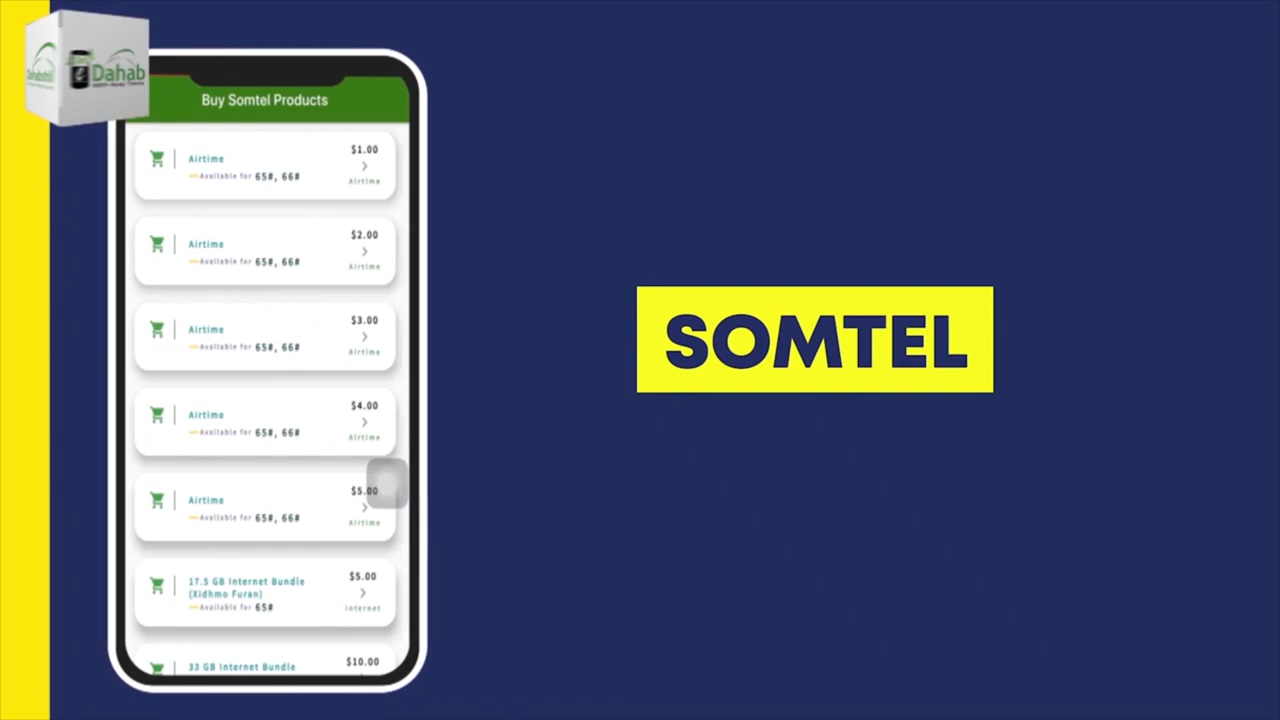 Dahabshiil
Dahab
Buy Somtel Products
Airtime
Available for 65#, 66#
$1.00
Airtime
Airtime
Available for 65#, 66#
$2.00
Airtime
Airtime
Available for 65#, 66#
$3.00
Airtime
Airtime
Available for 65#, 66#
$4.00
Airtime
Airtime
Available for 65#, 66#
$5.00
Airtime
17.5 GB Internet Bundle
(Xidhmo Furan)
Available for 65#
$5.00
Internet
33 GB Internet Bundle
$10.00
SOMTEL